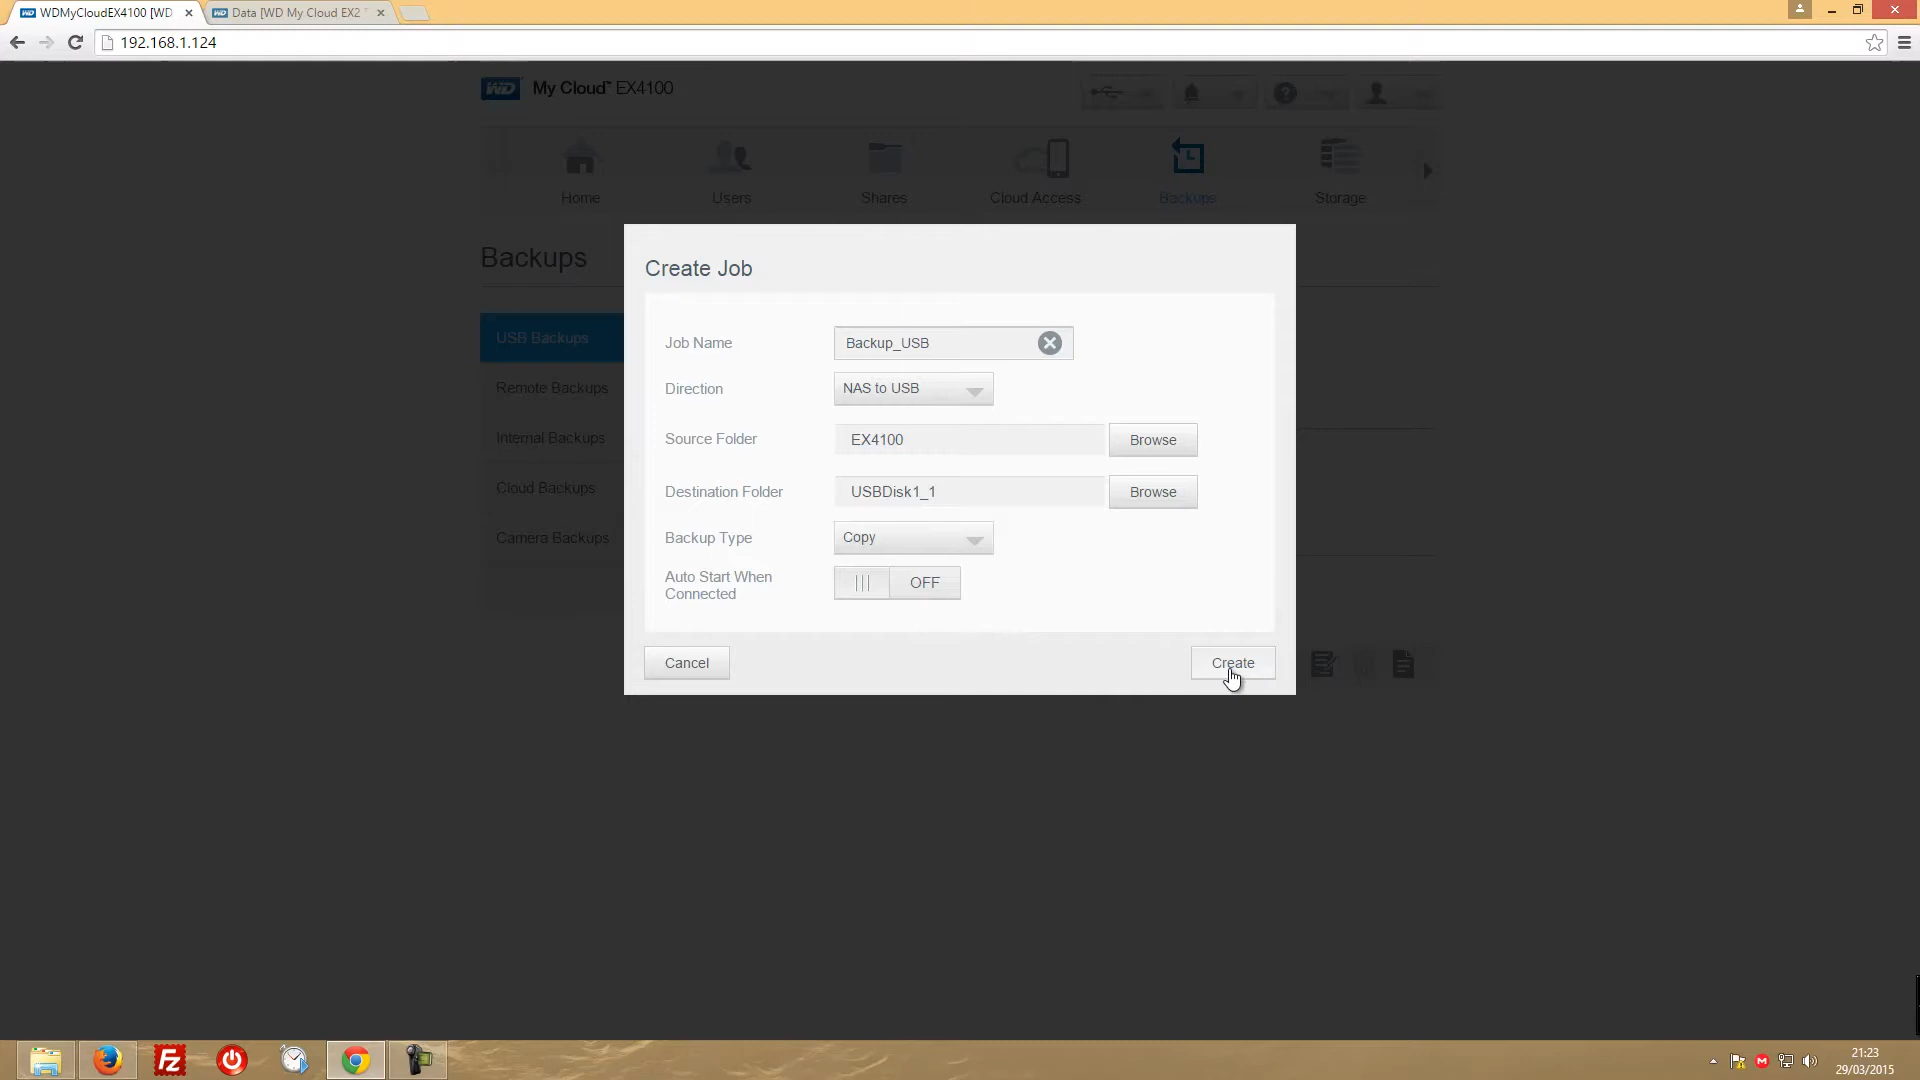 WDMyCloudEX4100 [WD
Data [WD My Cloud EX2
192.168.1.124
WD My Cloud™ EX4100
Home
Users
Shares
Cloud Access
Backups
Storage
Backups
USB Backups
Remote Backups
Internal Backups
Cloud Backups
Camera Backups
Create Job
Job Name
Backup_USB
Direction
NAS to USB
Source Folder
EX4100
Browse
Destination Folder
USBDisk1_1
Browse
Backup Type
Copy
Auto Start When
Connected
OFF
Cancel
Create
21:23
29/03/2015